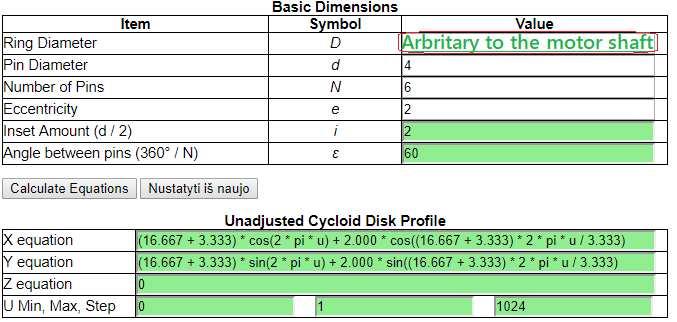 Basic Dimensions
Item Symbol Value
Ring Diameter D Arbritary to the motor shaft
Pin Diameter d 4
Number of Pins N 6
Eccentricity e 2
Inset Amount (d / 2) i 2
Angle between pins (360° / N) ε 60
Calculate Equations Nustatyti iš naujo
Unadjusted Cycloid Disk Profile
X equation (16.667 + 3.333) * cos(2 * pi * u) + 2.000 * cos((16.667 + 3.333) * 2 * pi * u / 3.333)
Y equation (16.667 + 3.333) * sin(2 * pi * u) + 2.000 * sin((16.667 + 3.333) * 2 * pi * u / 3.333)
Z equation 0
U Min, Max, Step 0 1 1024